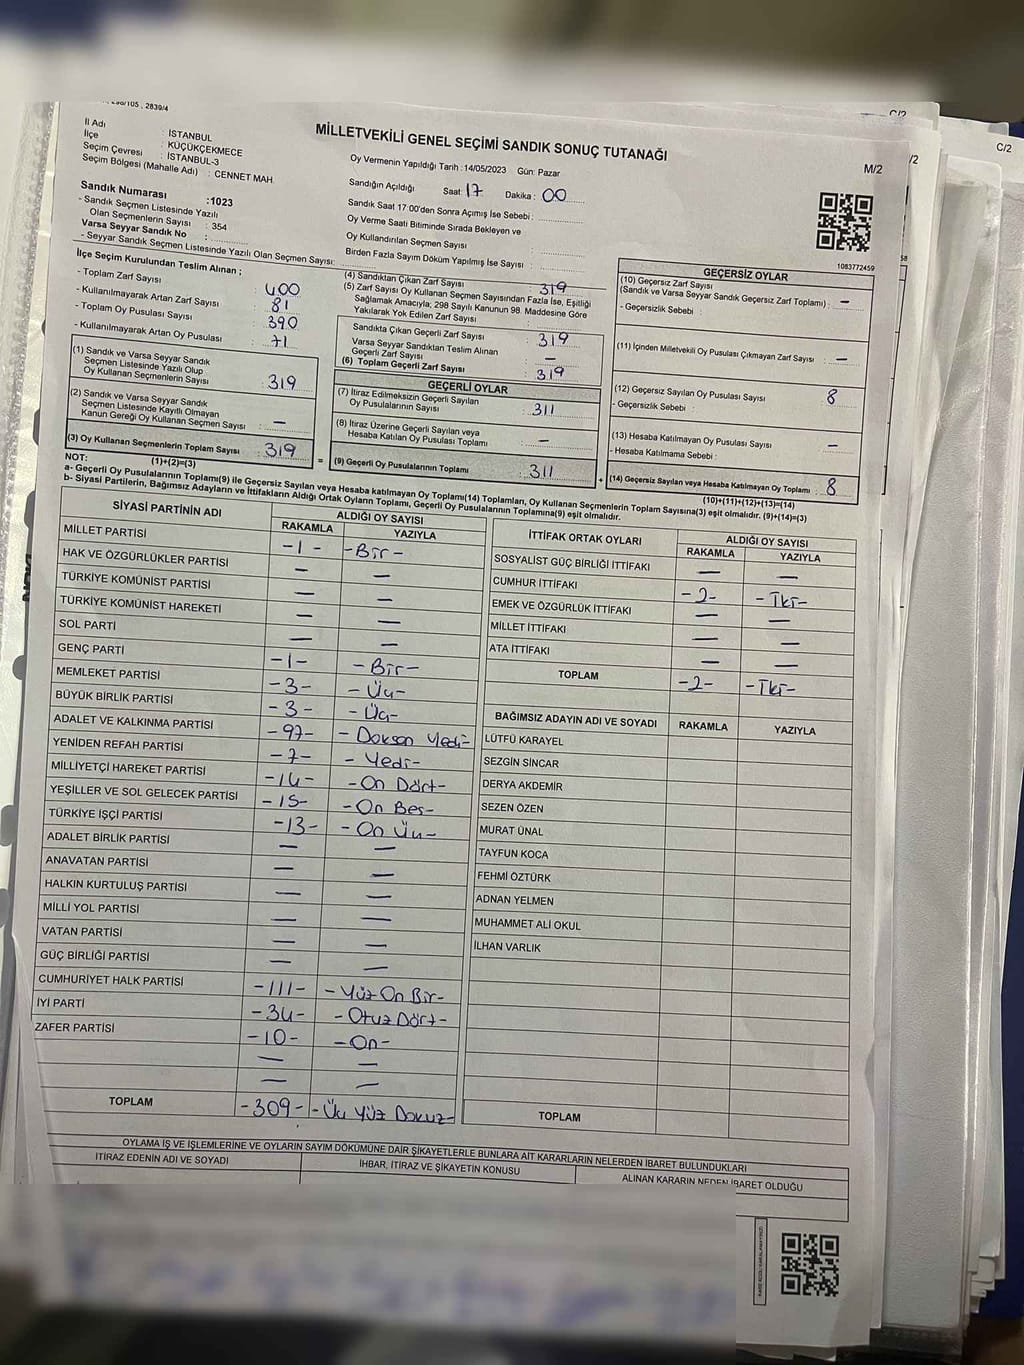 2839/4
C/2
C/2
/2
MİLLETVEKİLİ GENEL SEÇİMİ SANDIK SONUÇ TUTANAĞI
M/2
İl Adı : İSTANBUL
İlçe : KÜÇÜKÇEKMECE
Seçim Çevresi : İSTANBUL-3
Seçim Bölgesi (Mahalle Adı) : CENNET MAH.
Oy Vermenin Yapıldığı Tarih : 14/05/2023 Gün: Pazar
Sandığın Açıldığı Saat: 17 Dakika: 00
Sandık Saat 17:00'den Sonra Açımış İse Sebebi :
Oy Verme Saati Bitiminde Sırada Bekleyen ve
Oy Kullandırılan Seçmen Sayısı
Birden Fazla Sayım Döküm Yapılmış İse Sayısı :
Sandık Numarası :1023
- Sandık Seçmen Listesinde Yazılı
Olan Seçmenlerin Sayısı : 354
Varsa Seyyar Sandık No :
- Seyyar Sandık Seçmen Listesinde Yazılı Olan Seçmen Sayısı:
1083772459
58
İlçe Seçim Kurulundan Teslim Alınan ;
- Toplam Zarf Sayısı : 400
- Kullanılmayarak Artan Zarf Sayısı : 81
- Toplam Oy Pusulası Sayısı : 390
- Kullanılmayarak Artan Oy Pusulası : 71
(1) Sandık ve Varsa Seyyar Sandık
Seçmen Listesinde Yazılı Olup
Oy Kullanan Seçmenlerin Sayısı : 319
(2) Sandık ve Varsa Seyyar Sandık
Seçmen Listesinde Kayıtlı Olmayan
Kanun Gereği Oy Kullanan Seçmen Sayısı : —
(3) Oy Kullanan Seçmenlerin Toplam Sayısı : 319
(1)+(2)=(3)
(4) Sandıktan Çıkan Zarf Sayısı : 319
(5) Zarf Sayısı Oy Kullanan Seçmen Sayısından Fazla İse, Eşitliği
Sağlamak Amacıyla; 298 Sayılı Kanunun 98. Maddesine Göre
Yakılarak Yok Edilen Zarf Sayısı :
Sandıkta Çıkan Geçerli Zarf Sayısı : 319
Varsa Seyyar Sandıktan Teslim Alınan
Geçerli Zarf Sayısı : —
(6) Toplam Geçerli Zarf Sayısı : 319
GEÇERLİ OYLAR
(7) İtiraz Edilmeksizin Geçerli Sayılan
Oy Pusulalarının Sayısı : 311
(8) İtiraz Üzerine Geçerli Sayılan veya
Hesaba Katılan Oy Pusulası Toplamı : —
= (9) Geçerli Oy Pusulalarının Toplamı : 311 +
GEÇERSİZ OYLAR
(10) Geçersiz Zarf Sayısı
(Sandık ve Varsa Seyyar Sandık Geçersiz Zarf Toplamı) : —
- Geçersizlik Sebebi :
(11) İçinden Milletvekili Oy Pusulası Çıkmayan Zarf Sayısı : —
(12) Geçersiz Sayılan Oy Pusulası Sayısı : 8
- Geçersizlik Sebebi :
(13) Hesaba Katılmayan Oy Pusulası Sayısı : —
- Hesaba Katılmama Sebebi :
(14) Geçersiz Sayılan veya Hesaba Katılmayan Oy Pusulası Toplamı : 8
(10)+(11)+(12)+(13)=(14)
NOT:
a- Geçerli Oy Pusulalarının Toplamı(9) ile Geçersiz Sayılan veya Hesaba Katılmayan Oy Toplamı(14) Toplamları, Oy Kullanan Seçmenlerin Toplam Sayısına(3) eşit olmalıdır. (9)+(14)=(3)
b- Siyasi Partilerin, Bağımsız Adayların ve İttifakların Aldığı Ortak Oyların Toplamı, Geçerli Oy Pusulalarının Toplamına(9) eşit olmalıdır.
SİYASİ PARTİNİN ADI ALDIĞI OY SAYISI
RAKAMLA YAZIYLA
MİLLET PARTİSİ -1- -Bir-
HAK VE ÖZGÜRLÜKLER PARTİSİ — —
TÜRKİYE KOMÜNİST PARTİSİ — —
TÜRKİYE KOMÜNİST HAREKETİ — —
SOL PARTİ — —
GENÇ PARTİ -1- -Bir-
MEMLEKET PARTİSİ -3- -Üç-
BÜYÜK BİRLİK PARTİSİ -3- -Üç-
ADALET VE KALKINMA PARTİSİ -97- -Doksan Yedi-
YENİDEN REFAH PARTİSİ -7- -Yedi-
MİLLİYETÇİ HAREKET PARTİSİ -14- -On Dört-
YEŞİLLER VE SOL GELECEK PARTİSİ -15- -On Beş-
TÜRKİYE İŞÇİ PARTİSİ -13- -On Üç-
ADALET BİRLİK PARTİSİ — —
ANAVATAN PARTİSİ — —
HALKIN KURTULUŞ PARTİSİ — —
MİLLİ YOL PARTİSİ — —
VATAN PARTİSİ — —
GÜÇ BİRLİĞİ PARTİSİ — —
CUMHURİYET HALK PARTİSİ -111- -Yüz On Bir-
İYİ PARTİ -34- -Otuz Dört-
ZAFER PARTİSİ -10- -On-
— —
— —
TOPLAM -309- -Üç Yüz Dokuz-
İTTİFAK ORTAK OYLARI ALDIĞI OY SAYISI
RAKAMLA YAZIYLA
SOSYALİST GÜÇ BİRLİĞİ İTTİFAKI — —
CUMHUR İTTİFAKI -2- -İki-
EMEK VE ÖZGÜRLÜK İTTİFAKI — —
MİLLET İTTİFAKI — —
ATA İTTİFAKI — —
TOPLAM -2- -İki-
BAĞIMSIZ ADAYIN ADI VE SOYADI RAKAMLA YAZIYLA
LÜTFÜ KARAYEL
SEZGİN SİNCAR
DERYA AKDEMİR
SEZEN ÖZEN
MURAT ÜNAL
TAYFUN KOCA
FEHMİ ÖZTÜRK
ADNAN YELMEN
MUHAMMET ALİ OKUL
İLHAN VARLIK
TOPLAM
OYLAMA İŞ VE İŞLEMLERİNE VE OYLARIN SAYIM DÖKÜMÜNE DAİR ŞİKAYETLERLE BUNLARA AİT KARARLARIN NELERDEN İBARET BULUNDUKLARI
İTİRAZ EDENİN ADI VE SOYADI İHBAR, İTİRAZ VE ŞİKAYETİN KONUSU ALINAN KARARIN NEDEN İBARET OLDUĞU